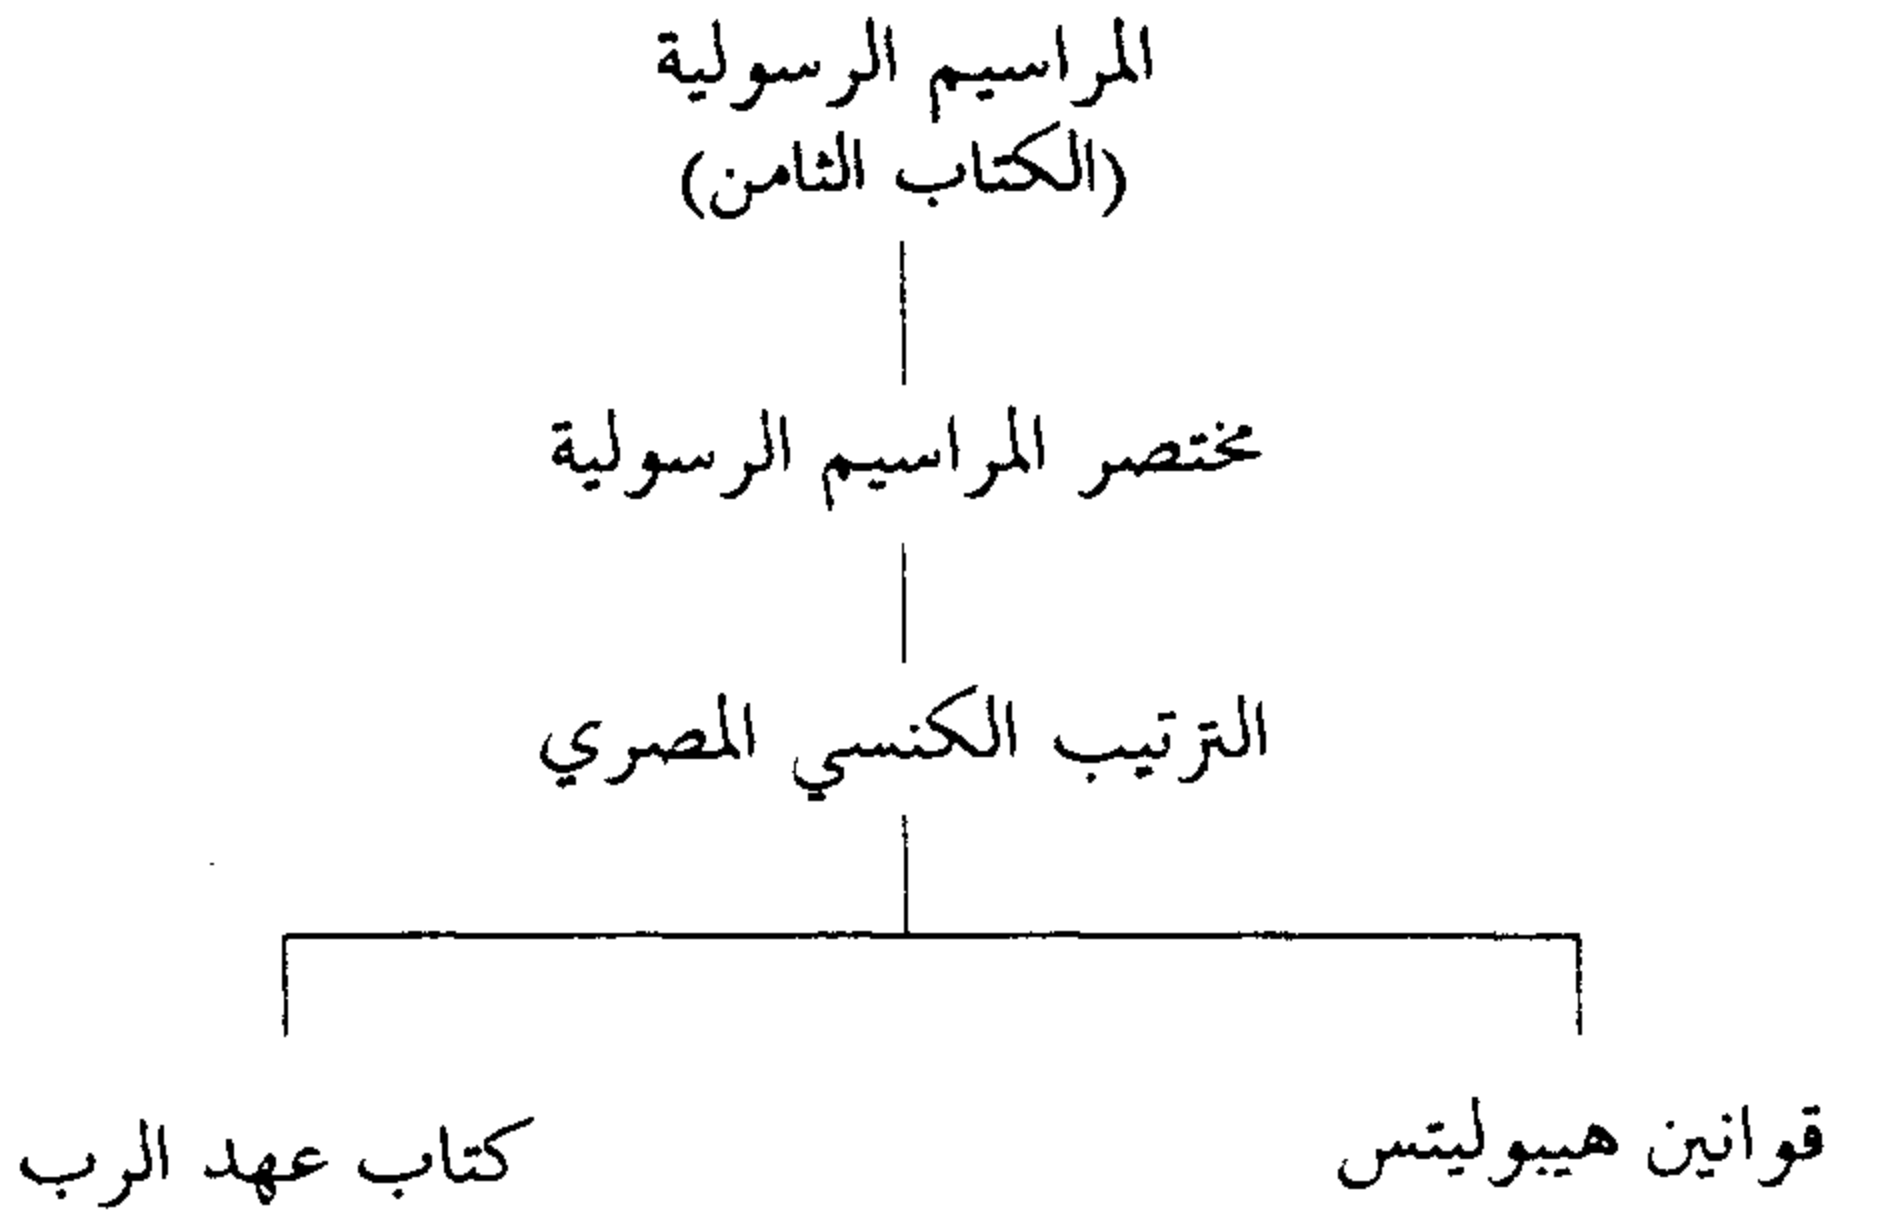 المراسيم الرسولية
(الكتاب الثامن)
مختصر المراسيم الرسولية
الترتيب الكنسي المصري
قوانين هيبوليتس
كتاب عهد الرب